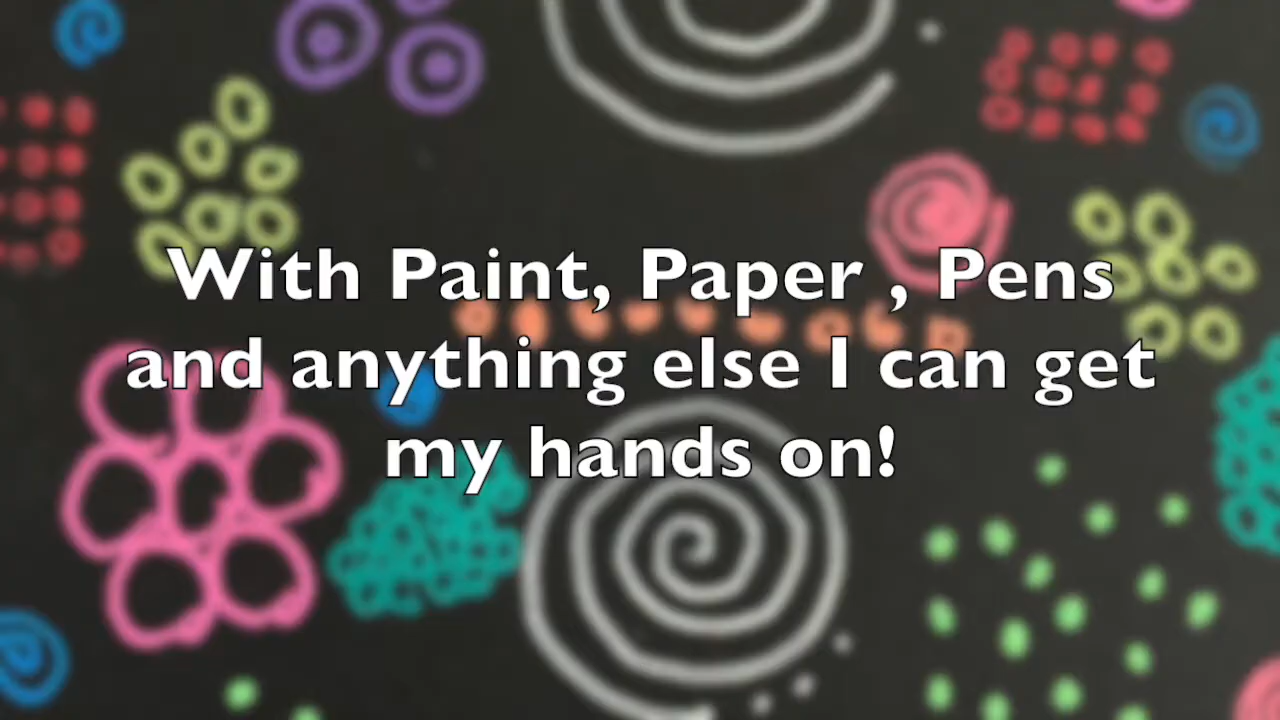 With Paint, Paper , Pens
and anything else I can get
my hands on!